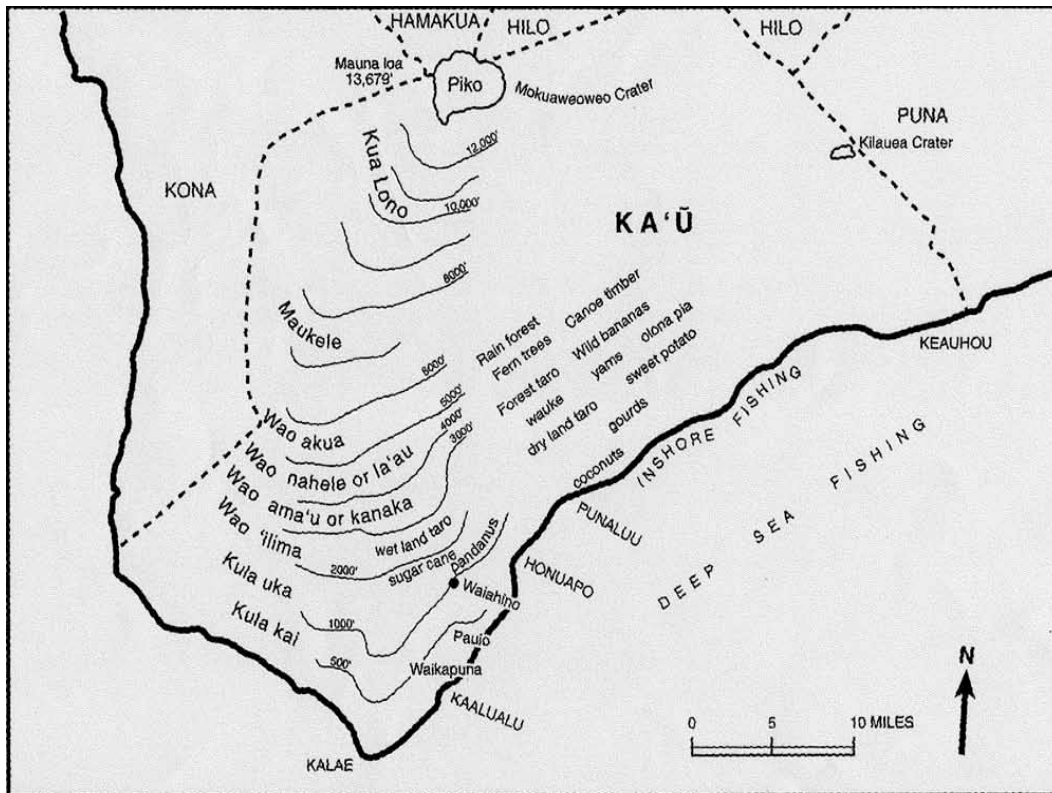 HAMAKUA
HILO
HILO
Mauna loa
13,679'
Piko
Mokuaweoweo Crater
PUNA
Kilauea Crater
KONA
Kua Lono
12,000'
10,000'
KA‘Ū
8000'
Maukele
6000'
5000'
4000'
3000'
Rain forest
Canoe timber
Fern trees
Wild bananas
olona pia
Forest taro
yams
sweet potato
wauke
gourds
dry land taro
coconuts
KEAUHOU
INSHORE FISHING
DEEP SEA FISHING
Wao akua
Wao nahele or la‘au
Wao ama‘u or kanaka
Wao ‘ilima
wet land taro
sugar cane
pandanus
2000'
Kula uka
Kula kai
1000'
500'
Waiahino
Pauio
Waikapuna
PUNALUU
HONUAPO
KAALUALU
KALAE
N
0 5 10 MILES